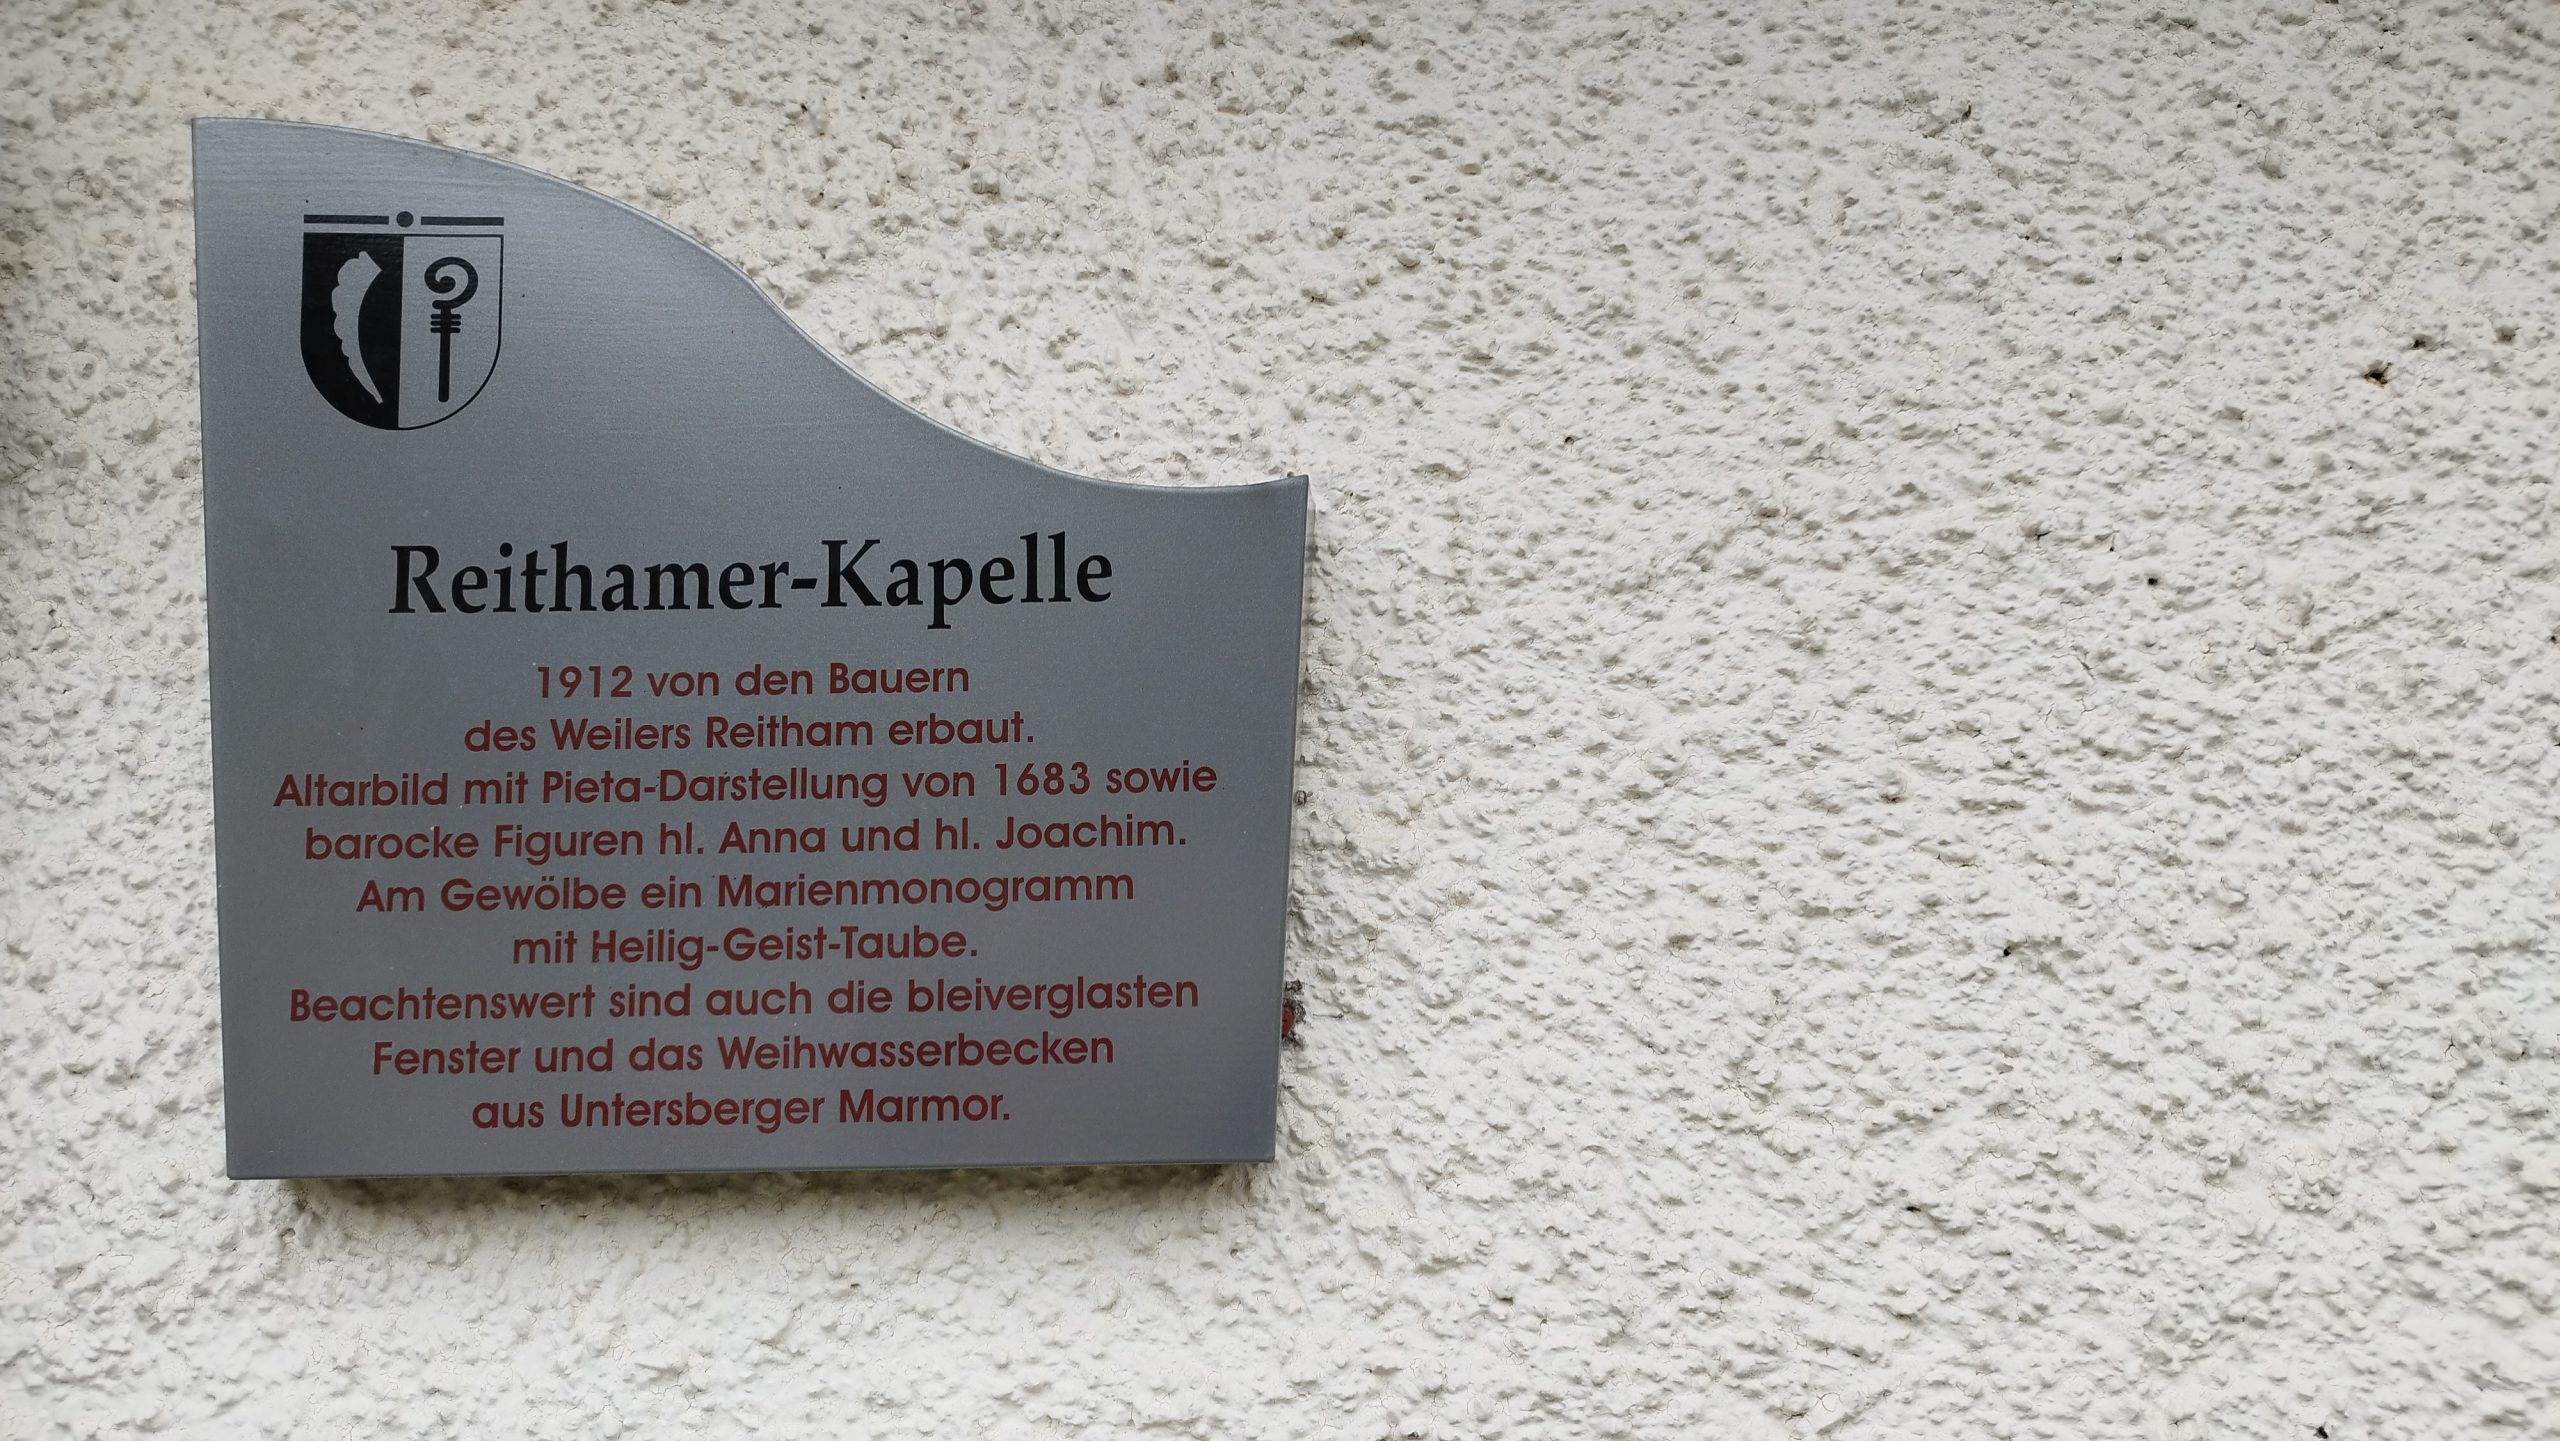 Reithamer-Kapelle
1912 von den Bauern
des Weilers Reitham erbaut.
Altarbild mit Pieta-Darstellung von 1683 sowie
barocke Figuren hl. Anna und hl. Joachim.
Am Gewölbe ein Marienmonogramm
mit Heilig-Geist-Taube.
Beachtenswert sind auch die bleiverglasten
Fenster und das Weihwasserbecken
aus Untersberger Marmor.